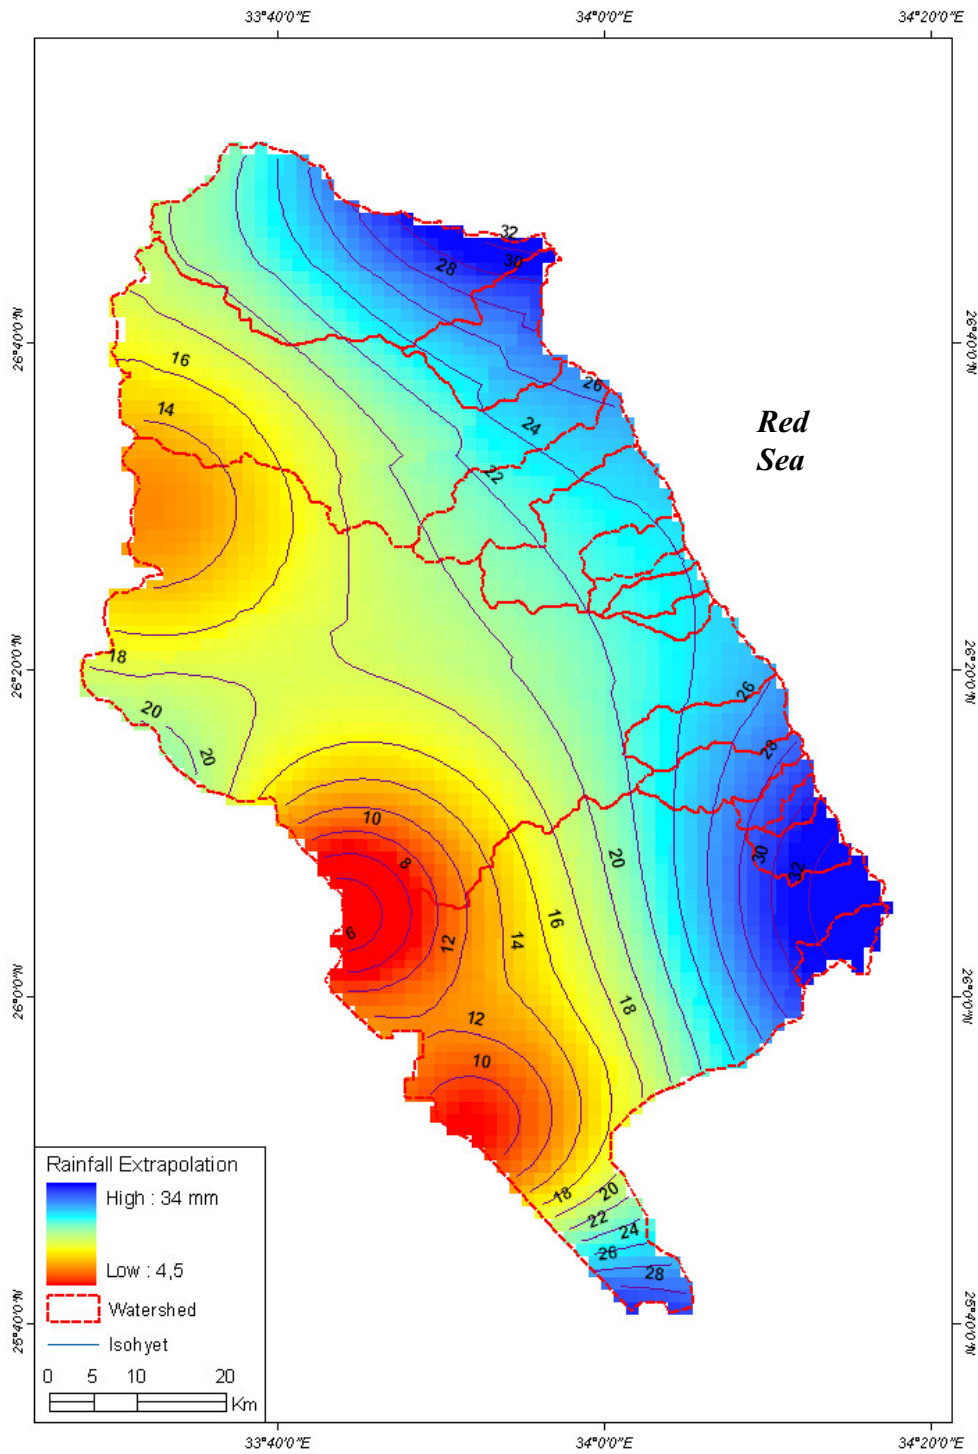 33°40'0"E
34°0'0"E
34°20'0"E
32
30
28
26°40'0"N
26°40'0"N
16
26
14
24
Red
Sea
22
18
26°20'0"N
26°20'0"N
20
26
20
28
10
8
20
30
32
6
12
14
16
26°0'0"N
26°0'0"N
12
18
10
18
20
22
24
26
28
Rainfall Extrapolation
High : 34 mm
Low : 4,5
Watershed
Isohyet
0 5 10 20
Km
25°40'0"N
25°40'0"N
33°40'0"E
34°0'0"E
34°20'0"E